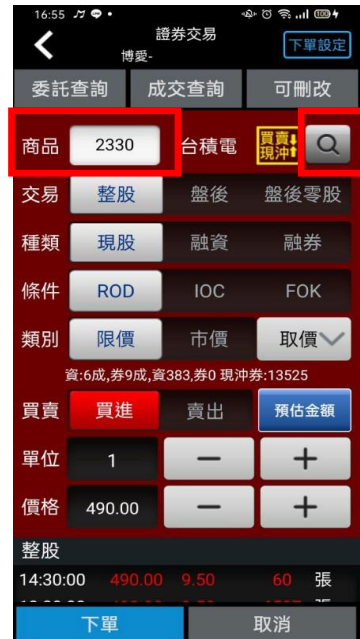 16:55
證券交易
博愛-
下單設定
委託查詢 成交查詢 可刪改
商品 2330 台積電 買賣現沖
交易 整股 盤後 盤後零股
種類 現股 融資 融券
條件 ROD IOC FOK
類別 限價 市價 取價
資:6成,券9成,資383,券0 現沖券:13525
買賣 買進 賣出 預估金額
單位 1 − +
價格 490.00 − +
整股
14:30:00 490.00 9.50 60 張
下單 取消